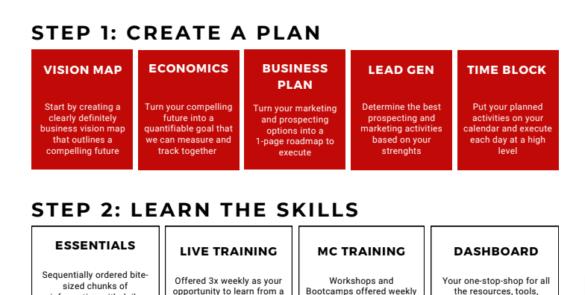 STEP 1: CREATE A PLAN
VISION MAP
Start by creating a
clearly definitely
business vision map
that outlines a
compelling future
ECONOMICS
Turn your compelling
future into a
quantifiable goal that
we can measure and
track together
BUSINESS
PLAN
Turn your marketing
and prospecting
options into a
1-page roadmap to
execute
LEAD GEN
Determine the best
prospecting and
marketing activities
based on your
strenghts
TIME BLOCK
Put your planned
activities on your
calendar and execute
each day at a high
level
STEP 2: LEARN THE SKILLS
ESSENTIALS
Sequentially ordered bite-
sized chunks of
LIVE TRAINING
Offered 3x weekly as your
opportunity to learn from a
MC TRAINING
Workshops and
Bootcamps offered weekly
DASHBOARD
Your one-stop-shop for all
the resources, tools,